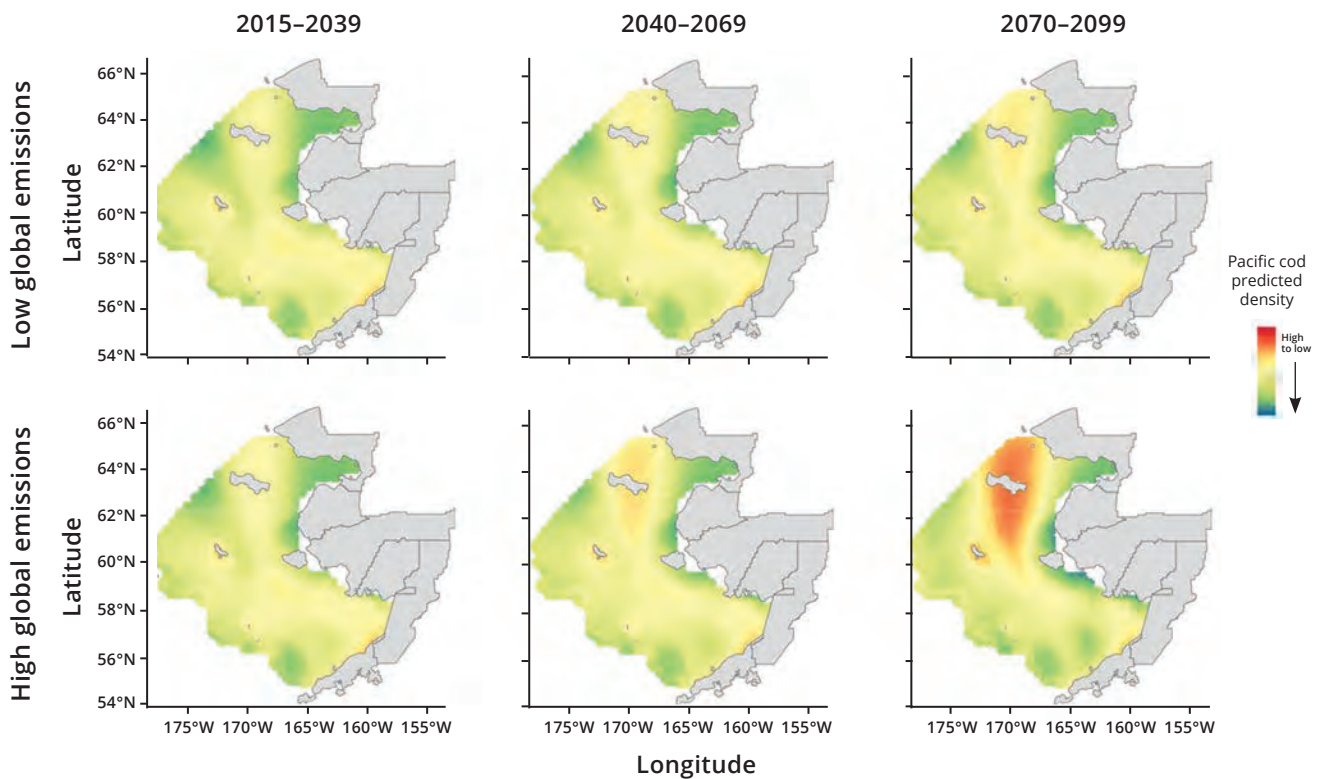 2015–2039
2040–2069
2070–2099
Low global emissions
Latitude
66°N
64°N
62°N
60°N
58°N
56°N
54°N
Pacific cod
predicted
density
High
to low
High global emissions
Latitude
66°N
64°N
62°N
60°N
58°N
56°N
54°N
175°W 170°W 165°W 160°W 155°W
175°W 170°W 165°W 160°W 155°W
175°W 170°W 165°W 160°W 155°W
Longitude